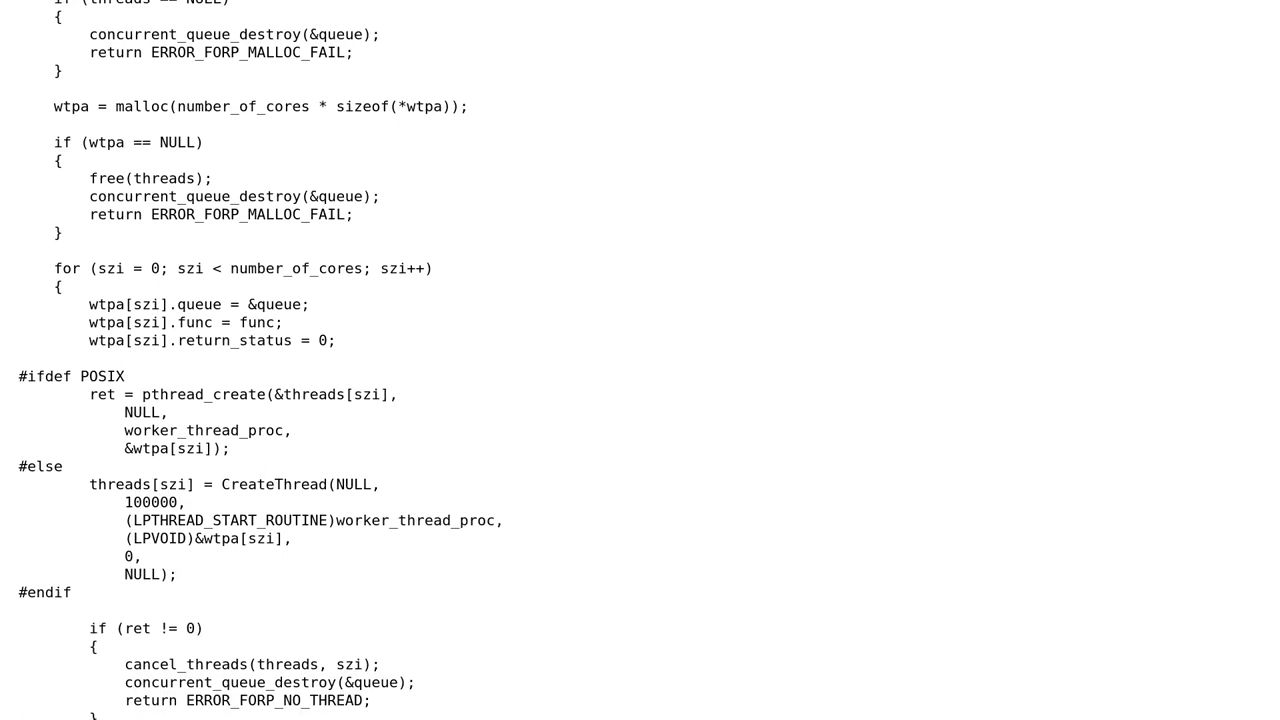 if (threads == NULL)
{
concurrent_queue_destroy(&queue);
return ERROR_FORP_MALLOC_FAIL;
}
wtpa = malloc(number_of_cores * sizeof(*wtpa));
if (wtpa == NULL)
{
free(threads);
concurrent_queue_destroy(&queue);
return ERROR_FORP_MALLOC_FAIL;
}
for (szi = 0; szi < number_of_cores; szi++)
{
wtpa[szi].queue = &queue;
wtpa[szi].func = func;
wtpa[szi].return_status = 0;
#ifdef POSIX
ret = pthread_create(&threads[szi],
NULL,
worker_thread_proc,
&wtpa[szi]);
#else
threads[szi] = CreateThread(NULL,
100000,
(LPTHREAD_START_ROUTINE)worker_thread_proc,
(LPVOID)&wtpa[szi],
0,
NULL);
#endif
if (ret != 0)
{
cancel_threads(threads, szi);
concurrent_queue_destroy(&queue);
return ERROR_FORP_NO_THREAD;
}